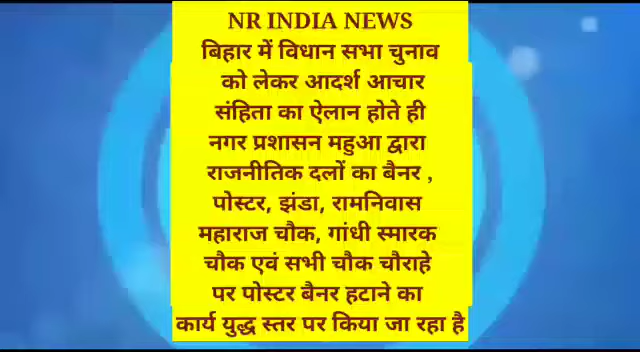 NR INDIA NEWS
बिहार में विधान सभा चुनाव
को लेकर आदर्श आचार
संहिता का ऐलान होते ही
नगर प्रशासन महुआ द्वारा
राजनीतिक दलों का बैनर ,
पोस्टर, झंडा, रामनिवास
महाराज चौक, गांधी स्मारक
चौक एवं सभी चौक चौराहे
पर पोस्टर बैनर हटाने का
कार्य युद्ध स्तर पर किया जा रहा है